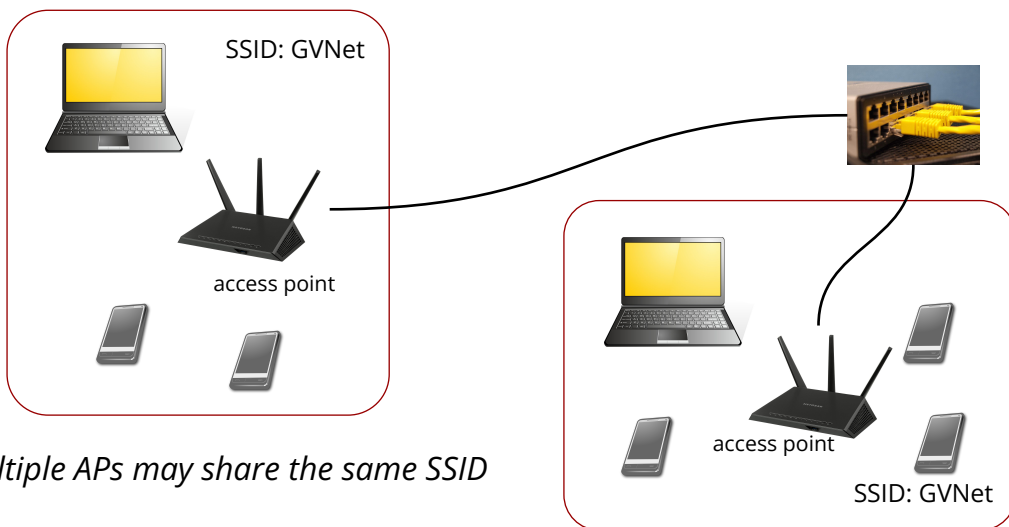 SSID: GVNet
access point
access point
ltiple APs may share the same SSID
SSID: GVNet